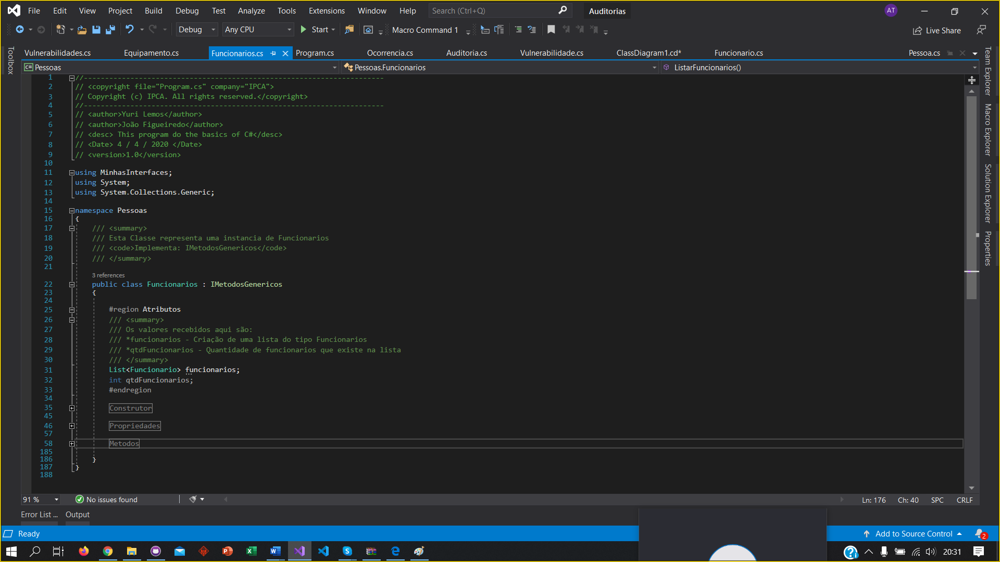 File Edit View Project Build Debug Test Analyze Tools Extensions Window Help Search (Ctrl+Q) Auditorias AT
Debug Any CPU Start Macro Command 1 Live Share
Vulnerabilidades.cs Equipamento.cs Funcionarios.cs Program.cs Ocorrencia.cs Auditoria.cs Vulnerabilidade.cs ClassDiagram1.cd* Funcionario.cs Pessoa.cs
C# Pessoas Pessoas.Funcionarios ListarFuncionarios()
Toolbox
Team Explorer
Macro Explorer
Solution Explorer
Properties
1 //-----------------------------------------------------------------------
2 // <copyright file="Program.cs" company="IPCA">
3 // Copyright (c) IPCA. All rights reserved.</copyright>
4 //-----------------------------------------------------------------------
5 // <author>Yuri Lemos</author>
6 // <author>João Figueiredo</author>
7 // <desc> This program do the basics of C#</desc>
8 // <Date> 4 / 4 / 2020 </Date>
9 // <version>1.0</version>
10
11 using MinhasInterfaces;
12 using System;
13 using System.Collections.Generic;
14
15 namespace Pessoas
16 {
17 /// <summary>
18 /// Esta Classe representa uma instancia de Funcionarios
19 /// <code>Implementa: IMetodosGenericos</code>
20 /// </summary>
21
3 references
22 public class Funcionarios : IMetodosGenericos
23 {
24
25 #region Atributos
26 /// <summary>
27 /// Os valores recebidos aqui são:
28 /// *funcionarios - Criação de uma lista do tipo Funcionarios
29 /// *qtdFuncionarios - Quantidade de funcionarios que existe na lista
30 /// </summary>
31 List<Funcionario> funcionarios;
32 int qtdFuncionarios;
33 #endregion
34
35 Construtor
45
46 Propriedades
57
58 Metodos
185
186 }
187 }
188
91 % No issues found Ln: 176 Ch: 40 SPC CRLF
Error List ... Output
Ready Add to Source Control 2
20:31